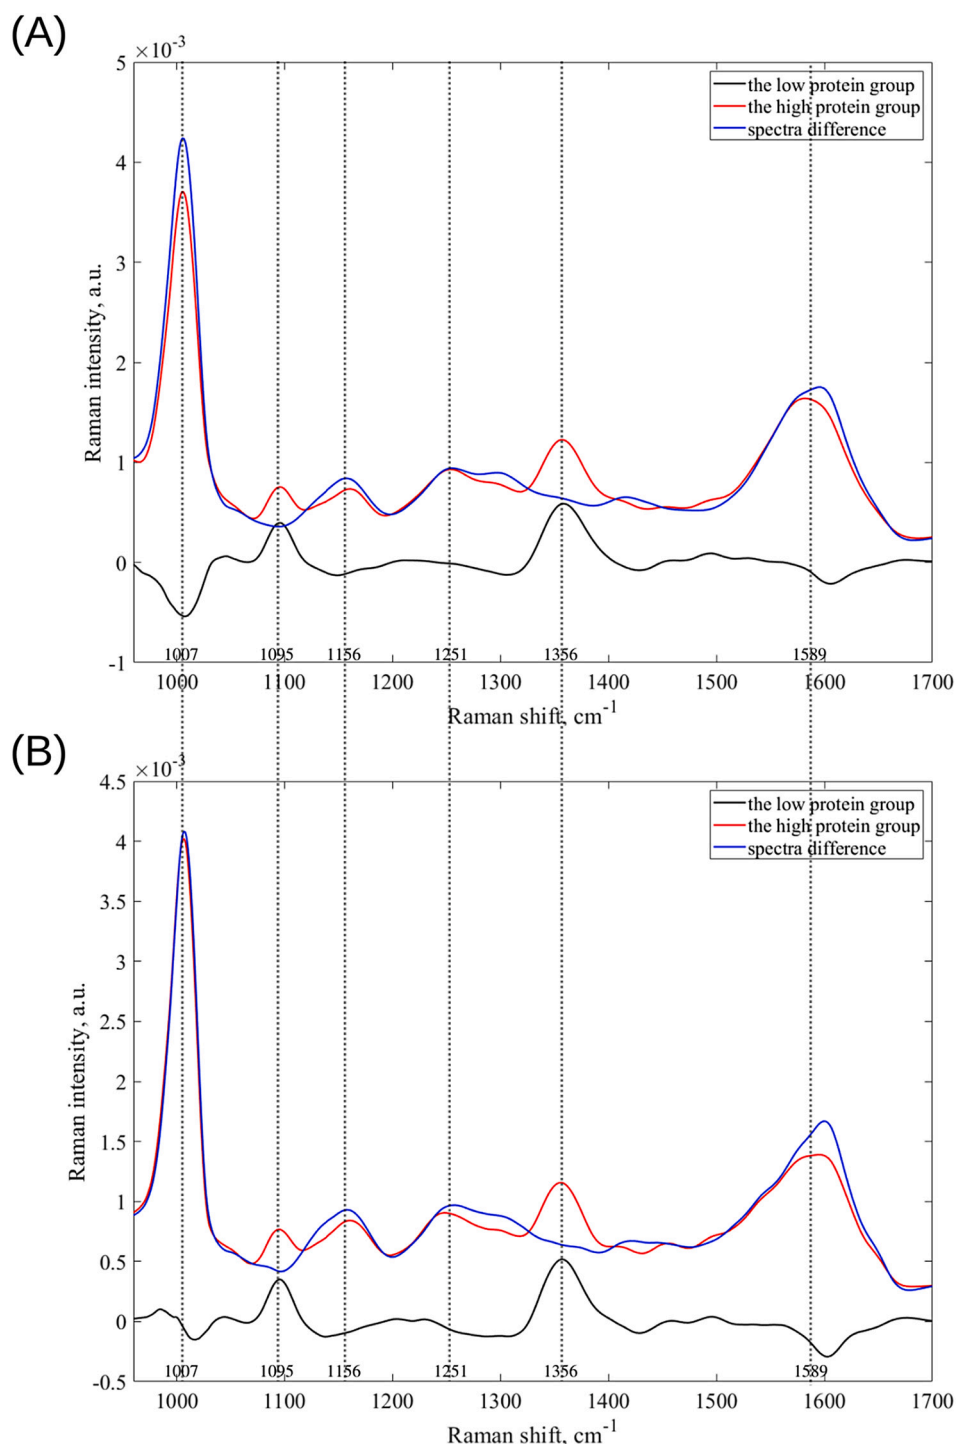 (A)
×10⁻³
5
4
3
2
1
0
-1
Raman intensity, a.u.
the low protein group
the high protein group
spectra difference
1007 1095 1156 1251 1356 1589
1000 1100 1200 1300 1400 1500 1600 1700
Raman shift, cm⁻¹
(B)
×10⁻³
4.5
4
3.5
3
2.5
2
1.5
1
0.5
0
-0.5
Raman intensity, a.u.
the low protein group
the high protein group
spectra difference
1007 1095 1156 1251 1356 1589
1000 1100 1200 1300 1400 1500 1600 1700
Raman shift, cm⁻¹